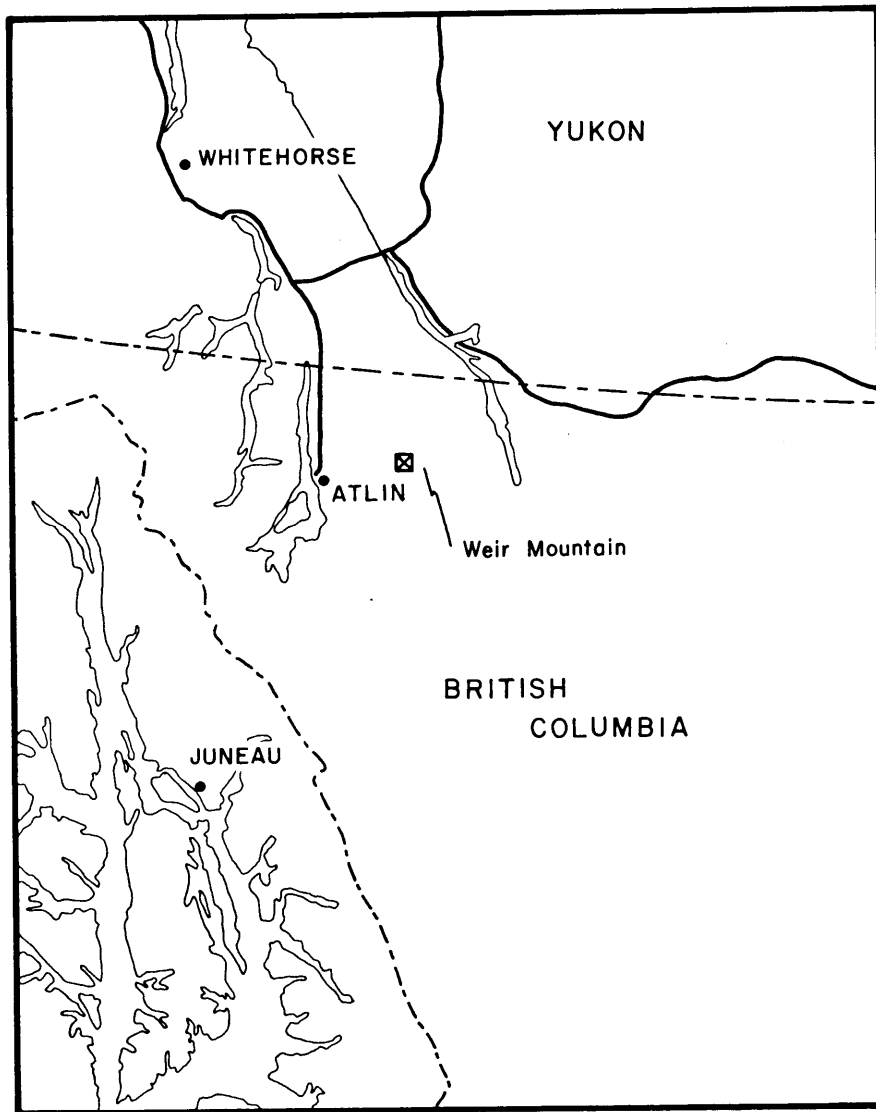 YUKON
WHITEHORSE
ATLIN
Weir Mountain
BRITISH
COLUMBIA
JUNEAU